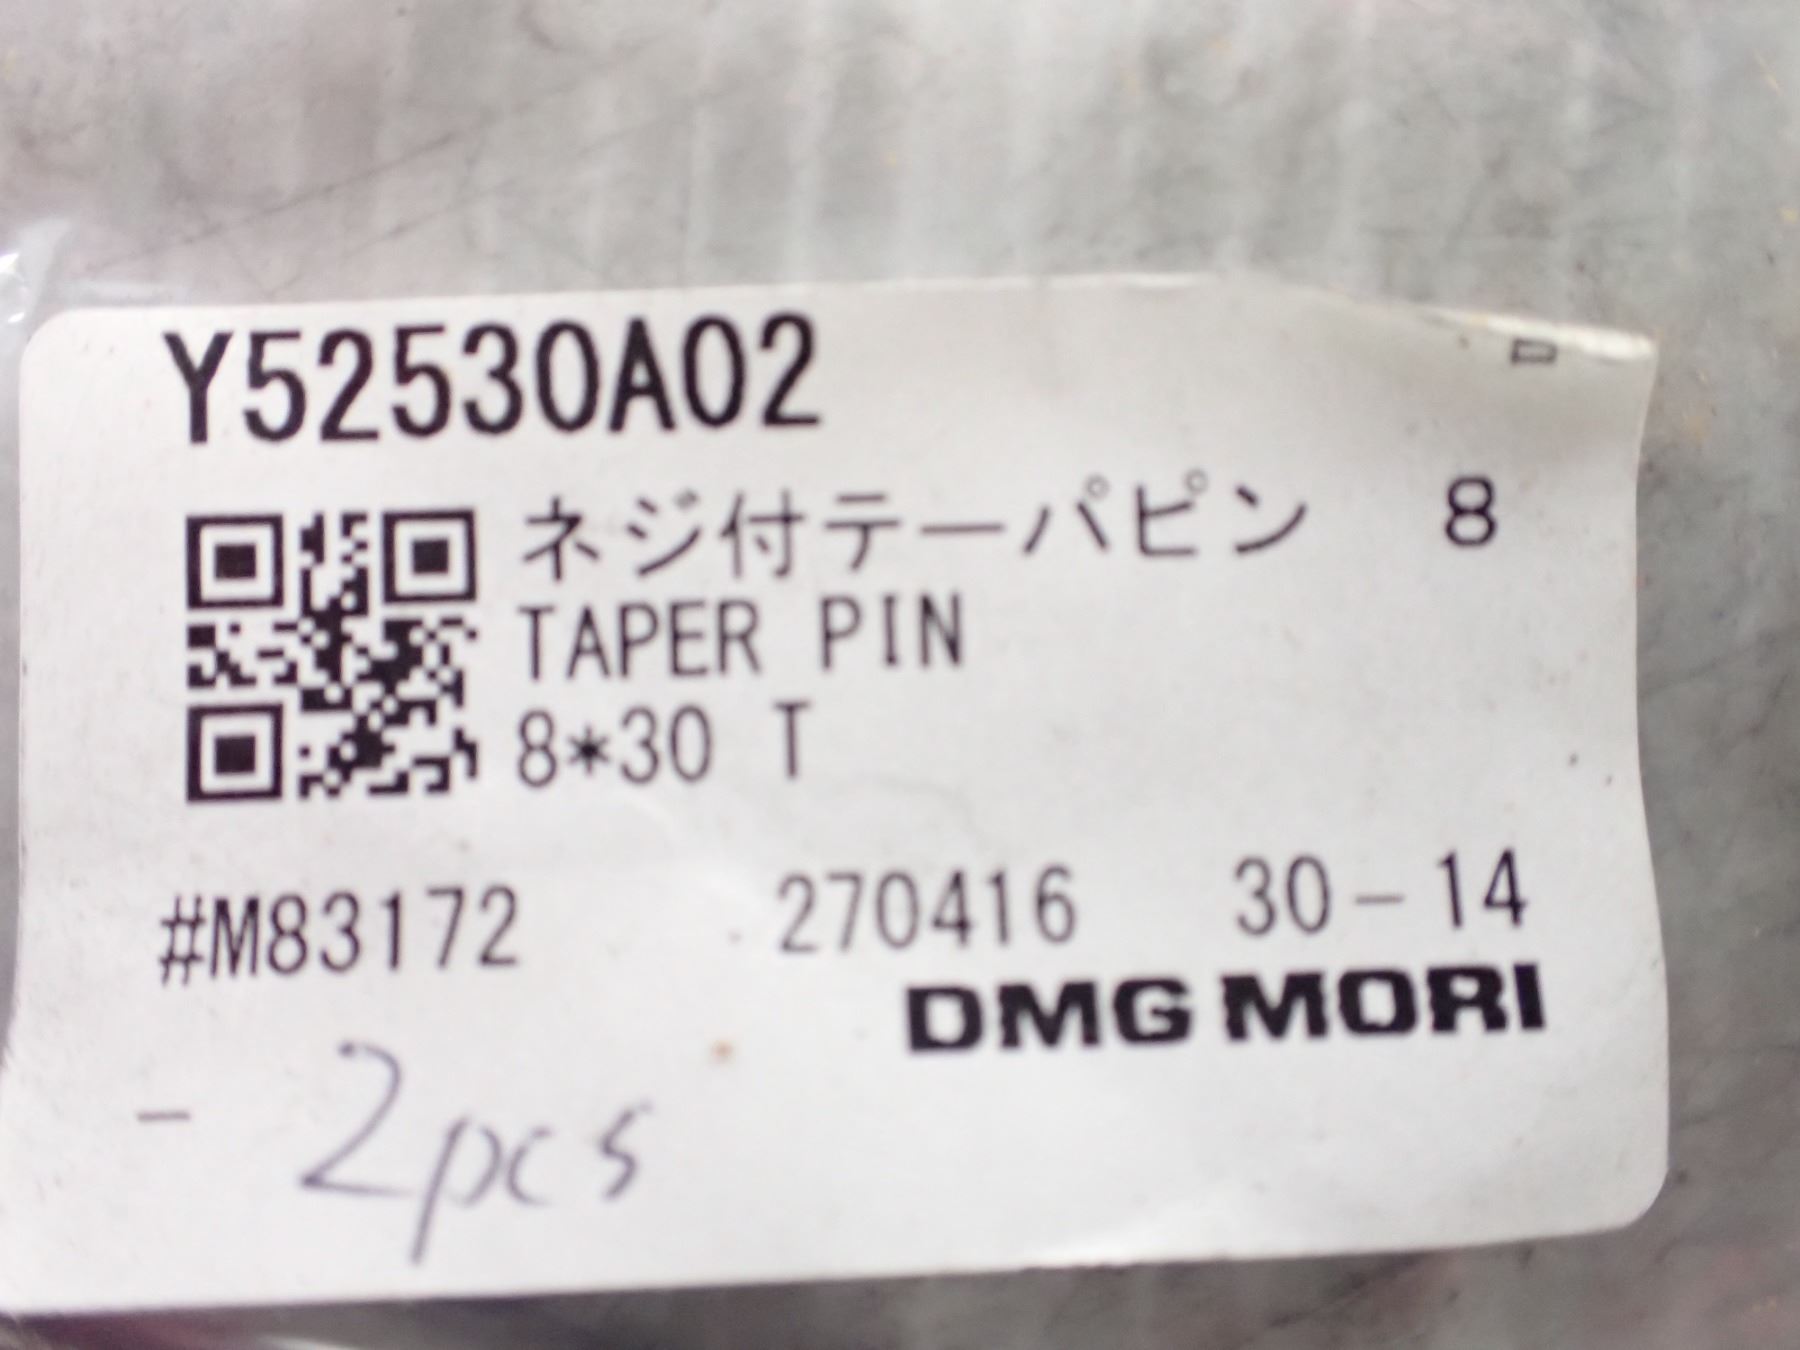 Y52530A02
ネジ付テーパピン 8
TAPER PIN
8*30 T
#M83172 270416 30-14
DMG MORI
- 2pcs